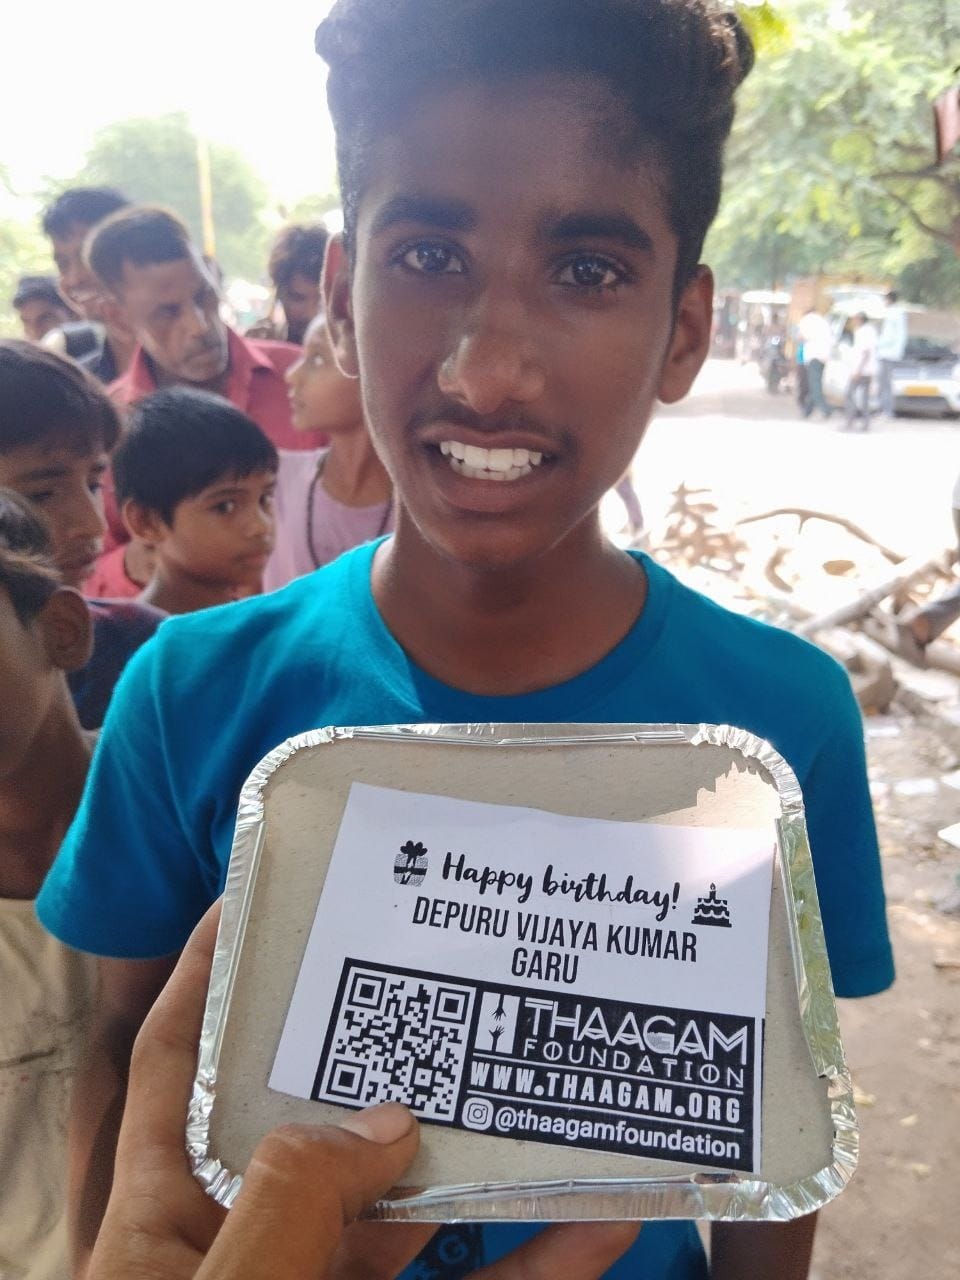 Happy birthday!
DEPURU VIJAYA KUMAR
GARU
THAAGAM
FOUNDATION
WWW.THAAGAM.ORG
@thaagamfoundation